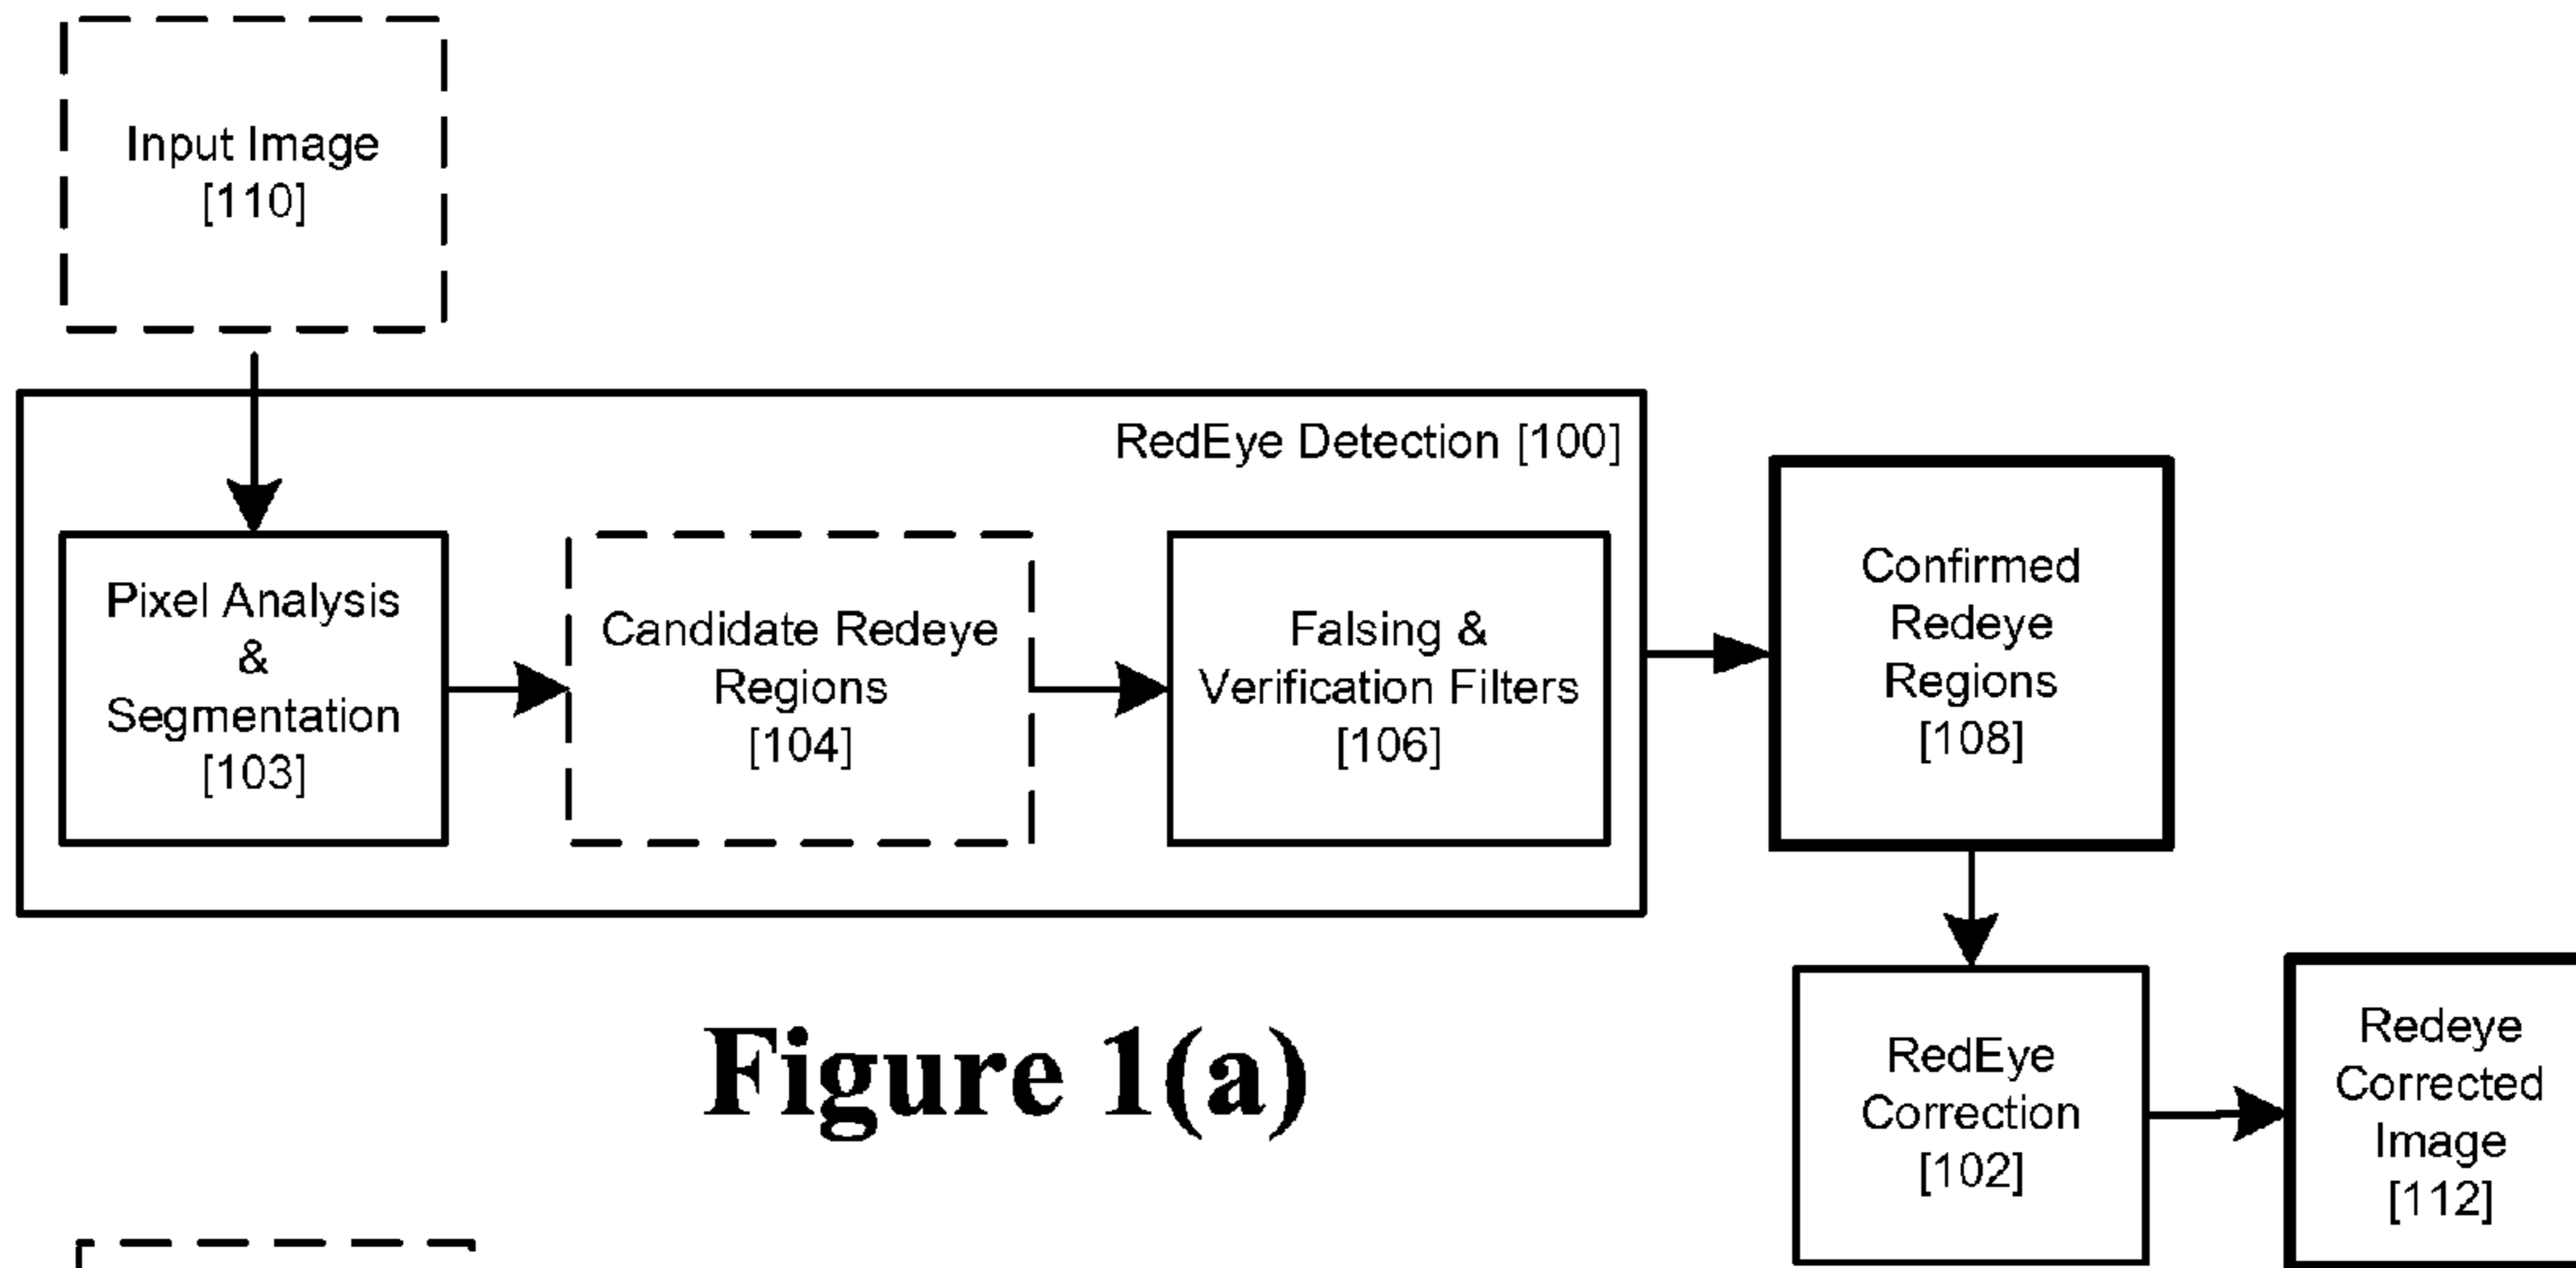 Input Image
[110]
RedEye Detection [100]
Pixel Analysis
&
Segmentation
[103]
Candidate Redeye
Regions
[104]
Falsing &
Verification Filters
[106]
Confirmed
Redeye
Regions
[108]
RedEye
Correction
[102]
Redeye
Corrected
Image
[112]
Figure 1(a)